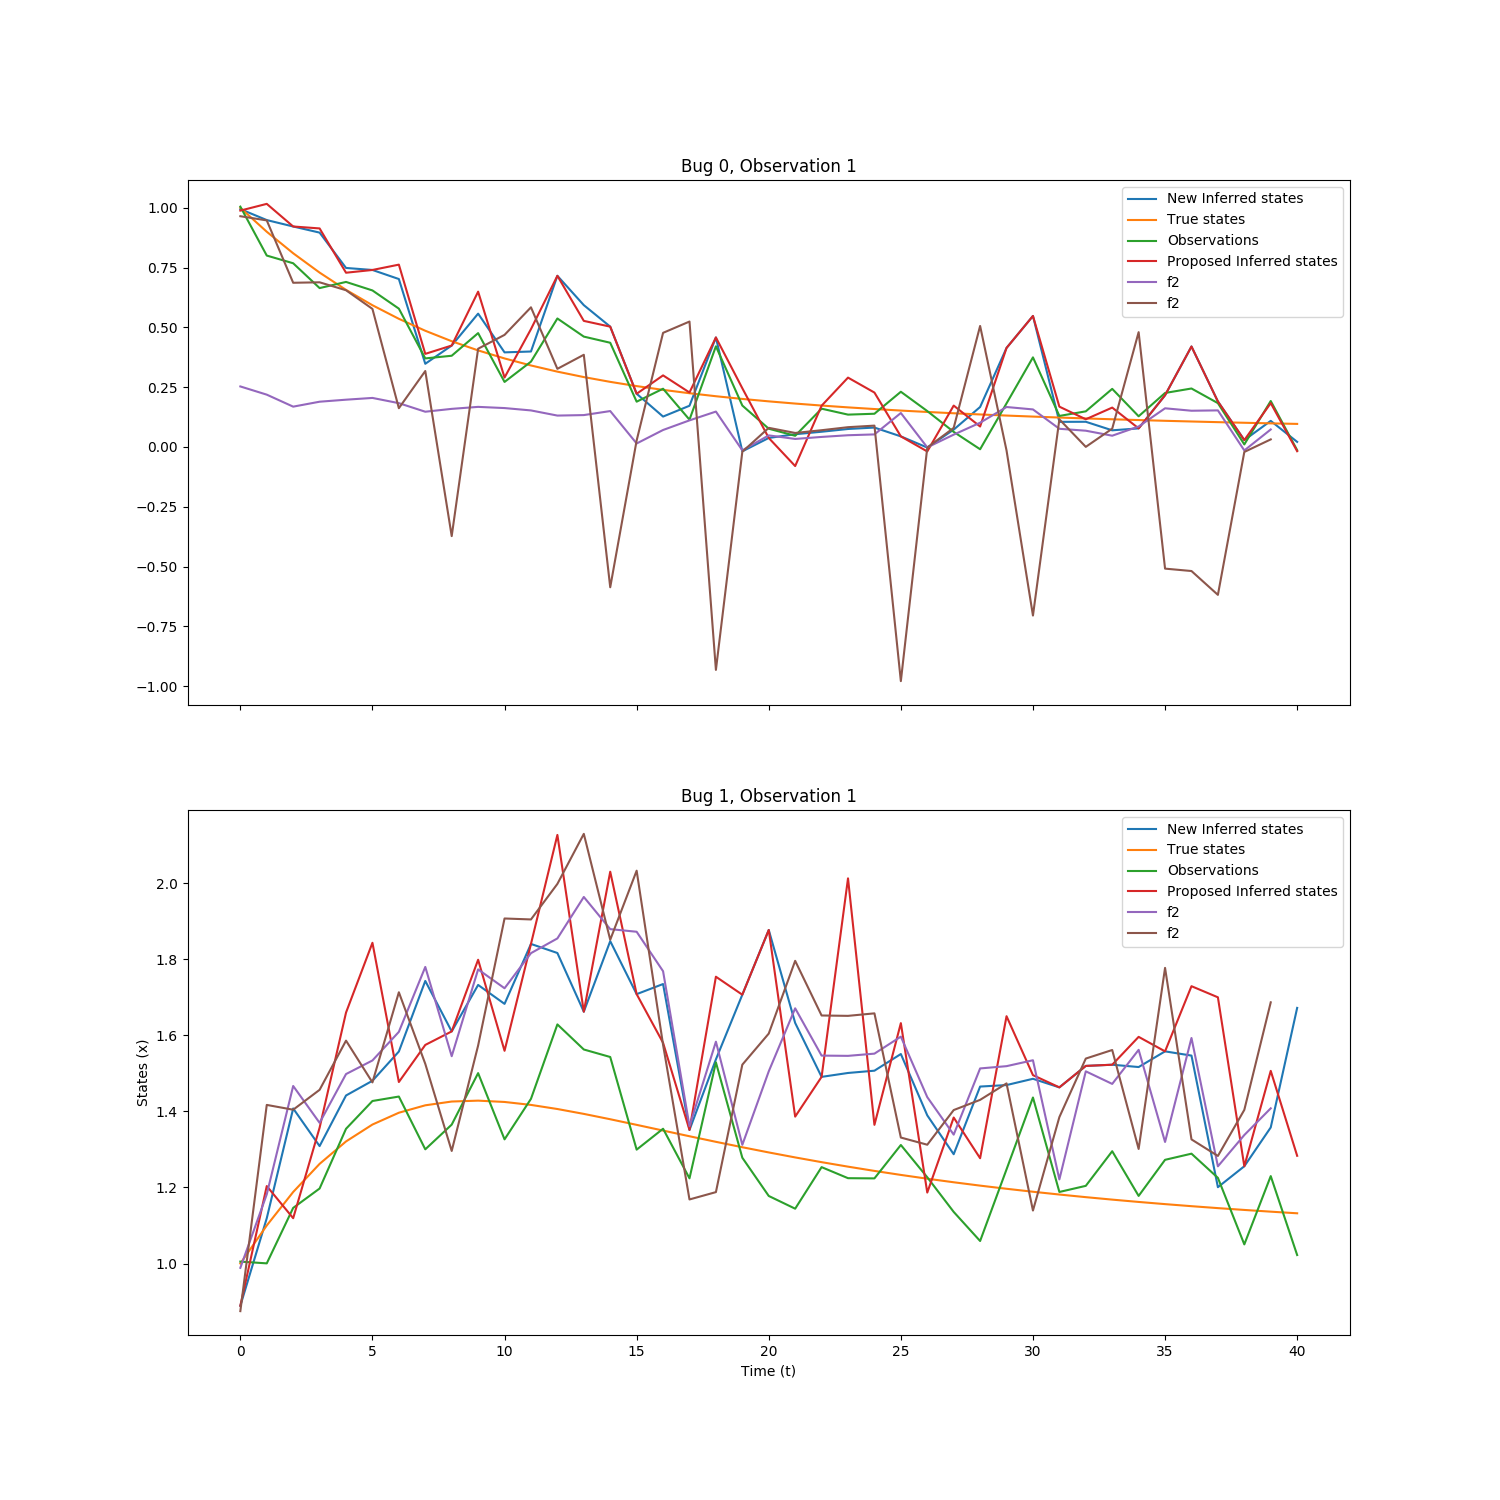 Bug 0, Observation 1
1.00
0.75
0.50
0.25
0.00
−0.25
−0.50
−0.75
−1.00
New Inferred states
True states
Observations
Proposed Inferred states
f2
f2
Bug 1, Observation 1
States (x)
2.0
1.8
1.6
1.4
1.2
1.0
New Inferred states
True states
Observations
Proposed Inferred states
f2
f2
0 5 10 15 20 25 30 35 40
Time (t)